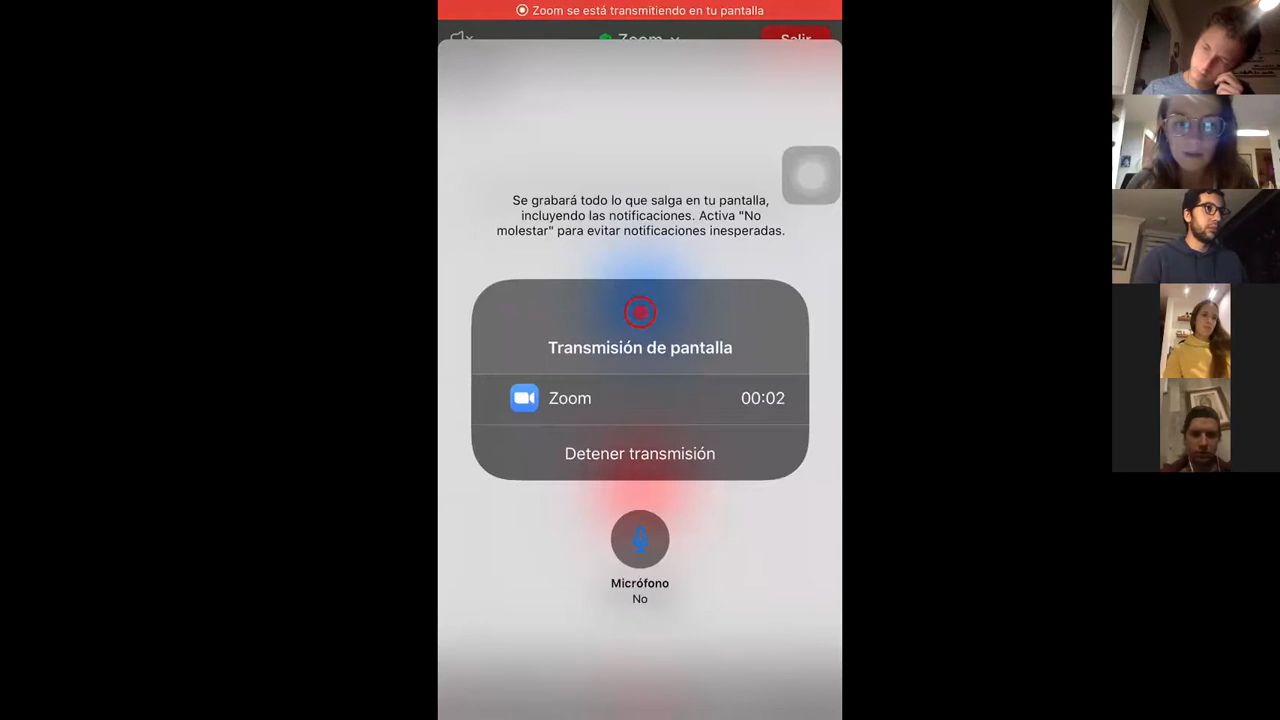 Zoom se está transmitiendo en tu pantalla
Zoom
Salir
Se grabará todo lo que salga en tu pantalla,
incluyendo las notificaciones. Activa "No
molestar" para evitar notificaciones inesperadas.
Transmisión de pantalla
Zoom 00:02
Detener transmisión
Micrófono
No